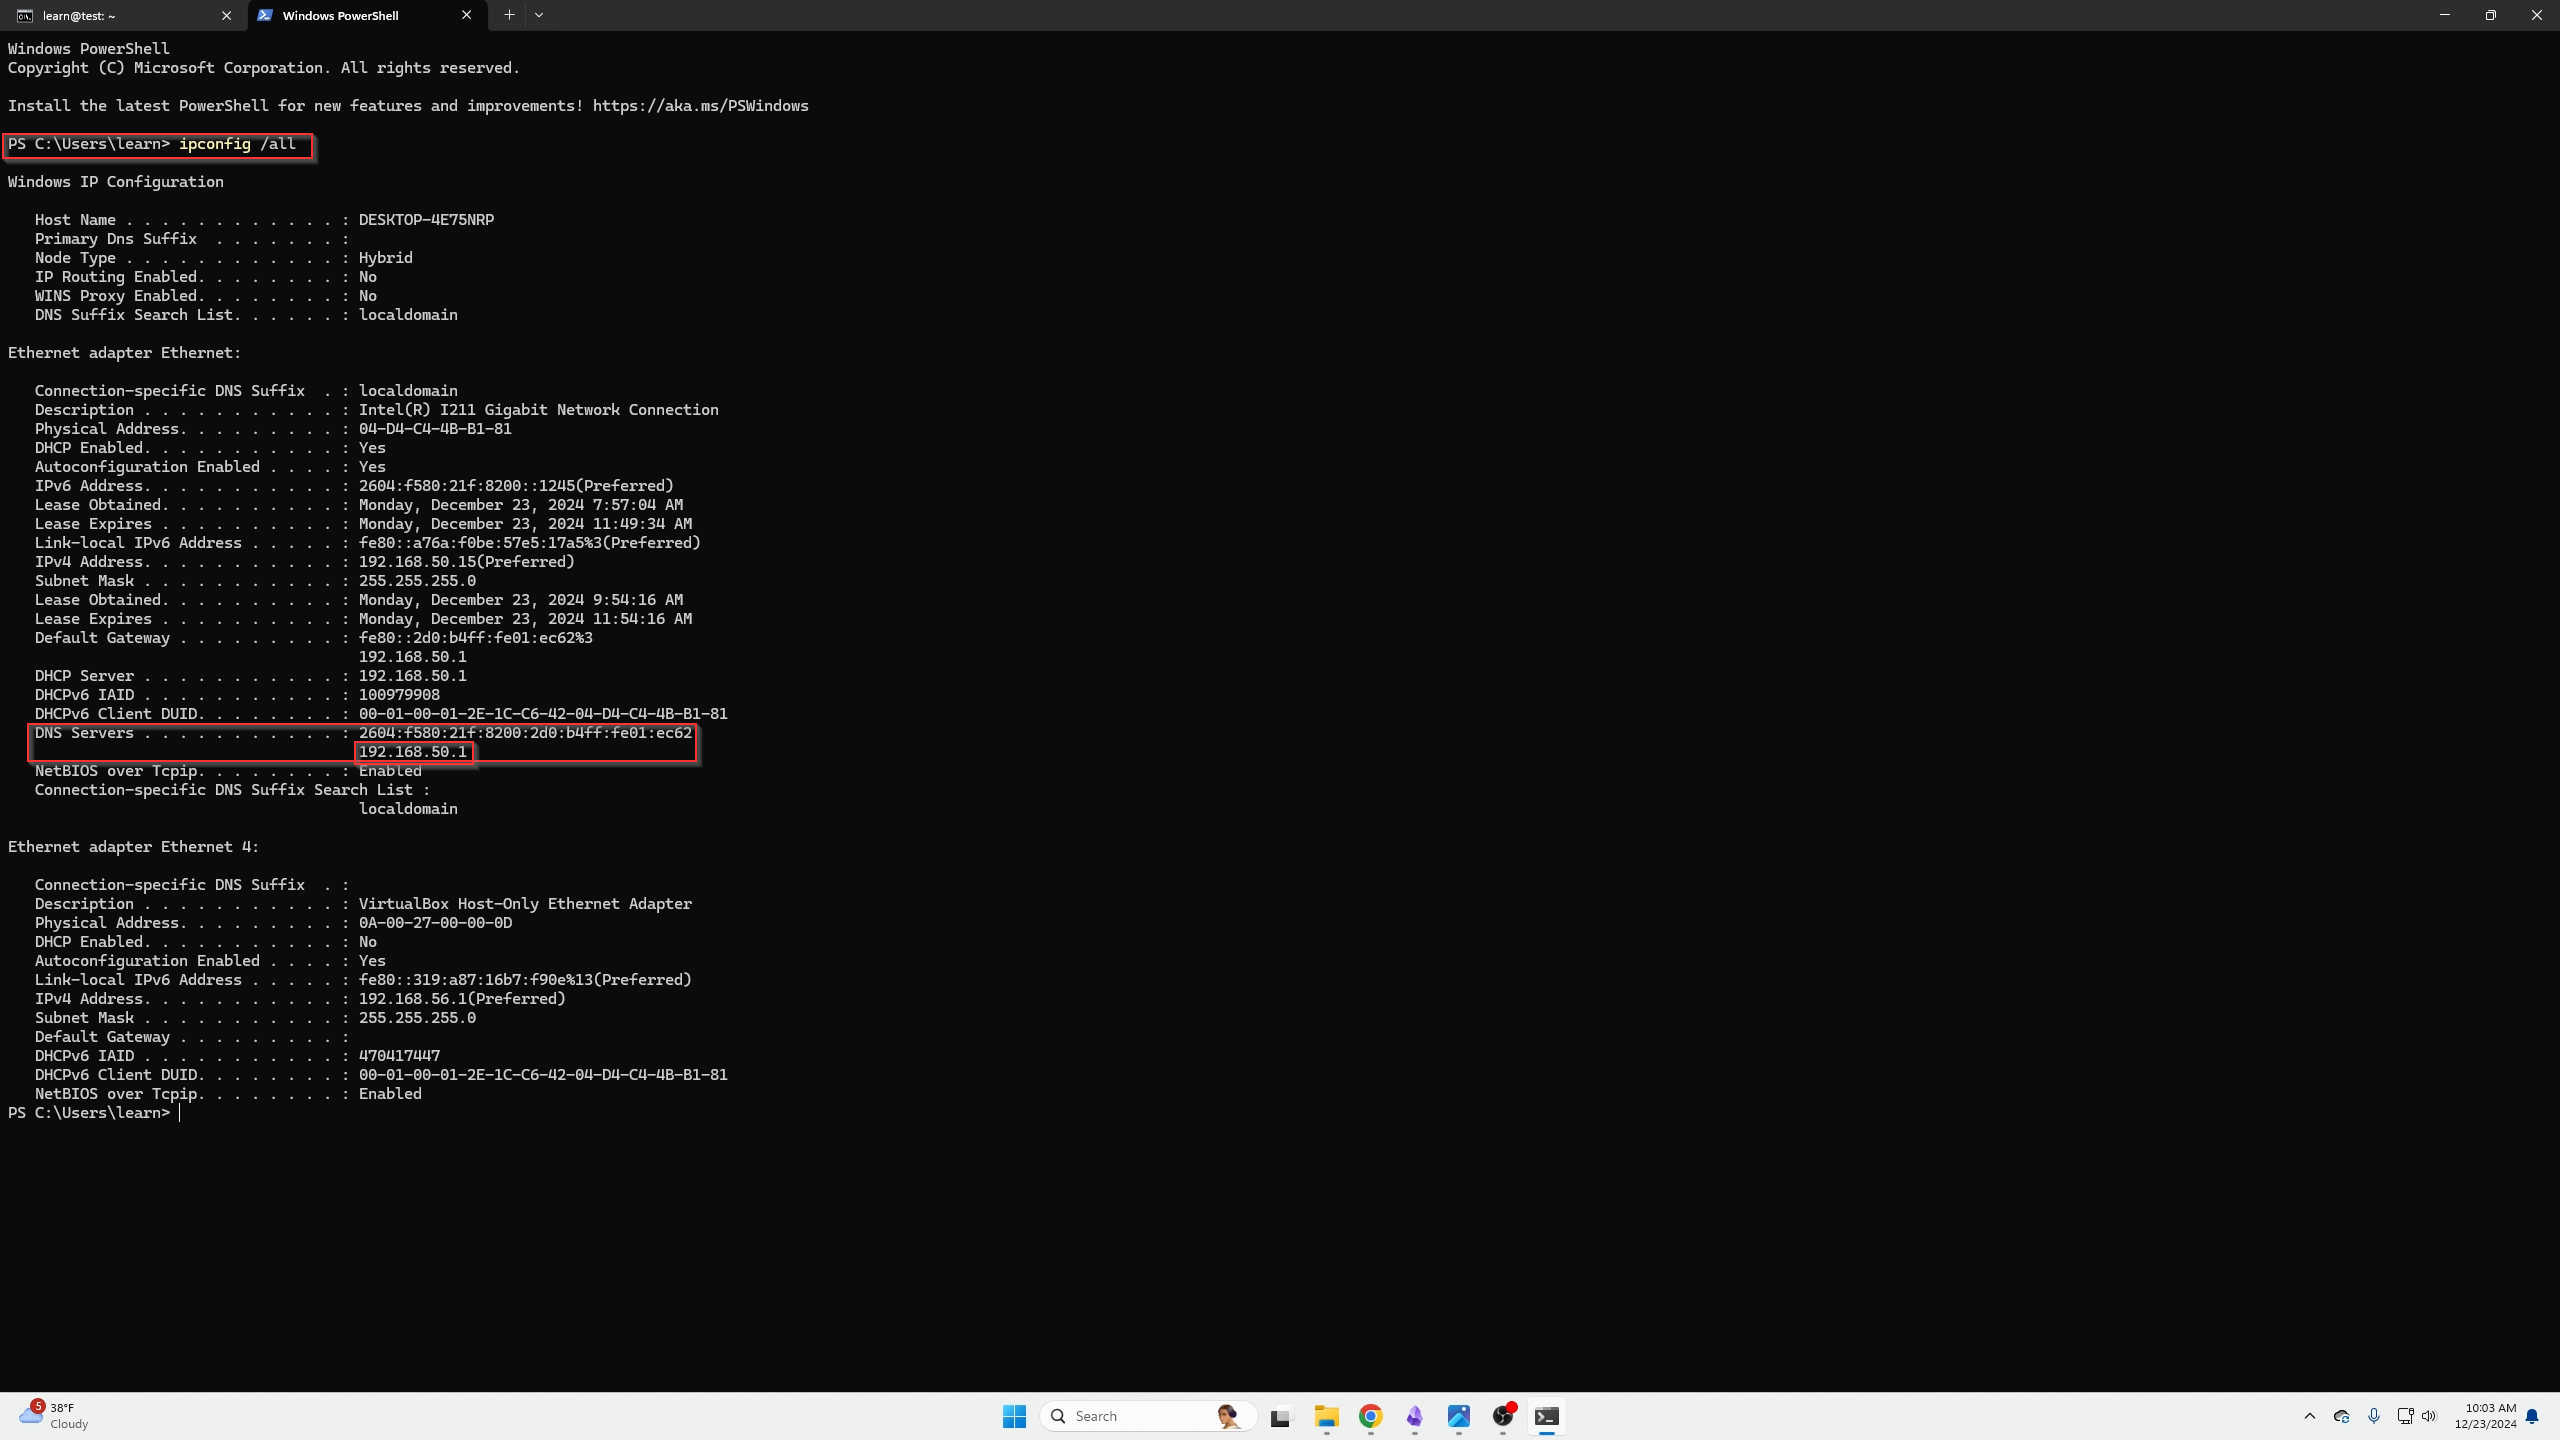 learn@test: ~
Windows PowerShell
Windows PowerShell
Copyright (C) Microsoft Corporation. All rights reserved.
Install the latest PowerShell for new features and improvements! https://aka.ms/PSWindows
PS C:\Users\learn> ipconfig /all
Windows IP Configuration
Host Name . . . . . . . . . . . . : DESKTOP-4E75NRP
Primary Dns Suffix  . . . . . . . :
Node Type . . . . . . . . . . . . : Hybrid
IP Routing Enabled. . . . . . . . : No
WINS Proxy Enabled. . . . . . . . : No
DNS Suffix Search List. . . . . . : localdomain
Ethernet adapter Ethernet:
Connection-specific DNS Suffix  . : localdomain
Description . . . . . . . . . . . : Intel(R) I211 Gigabit Network Connection
Physical Address. . . . . . . . . : 04-D4-C4-4B-B1-81
DHCP Enabled. . . . . . . . . . . : Yes
Autoconfiguration Enabled . . . . : Yes
IPv6 Address. . . . . . . . . . . : 2604:f580:21f:8200::1245(Preferred)
Lease Obtained. . . . . . . . . . : Monday, December 23, 2024 7:57:04 AM
Lease Expires . . . . . . . . . . : Monday, December 23, 2024 11:49:34 AM
Link-local IPv6 Address . . . . . : fe80::a76a:f0be:57e5:17a5%3(Preferred)
IPv4 Address. . . . . . . . . . . : 192.168.50.15(Preferred)
Subnet Mask . . . . . . . . . . . : 255.255.255.0
Lease Obtained. . . . . . . . . . : Monday, December 23, 2024 9:54:16 AM
Lease Expires . . . . . . . . . . : Monday, December 23, 2024 11:54:16 AM
Default Gateway . . . . . . . . . : fe80::2d0:b4ff:fe01:ec62%3
192.168.50.1
DHCP Server . . . . . . . . . . . : 192.168.50.1
DHCPv6 IAID . . . . . . . . . . . : 100979908
DHCPv6 Client DUID. . . . . . . . : 00-01-00-01-2E-1C-C6-42-04-D4-C4-4B-B1-81
DNS Servers . . . . . . . . . . . : 2604:f580:21f:8200:2d0:b4ff:fe01:ec62
192.168.50.1
NetBIOS over Tcpip. . . . . . . . : Enabled
Connection-specific DNS Suffix Search List :
localdomain
Ethernet adapter Ethernet 4:
Connection-specific DNS Suffix  . :
Description . . . . . . . . . . . : VirtualBox Host-Only Ethernet Adapter
Physical Address. . . . . . . . . : 0A-00-27-00-00-0D
DHCP Enabled. . . . . . . . . . . : No
Autoconfiguration Enabled . . . . : Yes
Link-local IPv6 Address . . . . . : fe80::319:a87:16b7:f90e%13(Preferred)
IPv4 Address. . . . . . . . . . . : 192.168.56.1(Preferred)
Subnet Mask . . . . . . . . . . . : 255.255.255.0
Default Gateway . . . . . . . . . :
DHCPv6 IAID . . . . . . . . . . . : 470417447
DHCPv6 Client DUID. . . . . . . . : 00-01-00-01-2E-1C-C6-42-04-D4-C4-4B-B1-81
NetBIOS over Tcpip. . . . . . . . : Enabled
PS C:\Users\learn>
5
38°F
Cloudy
Search
10:03 AM
12/23/2024